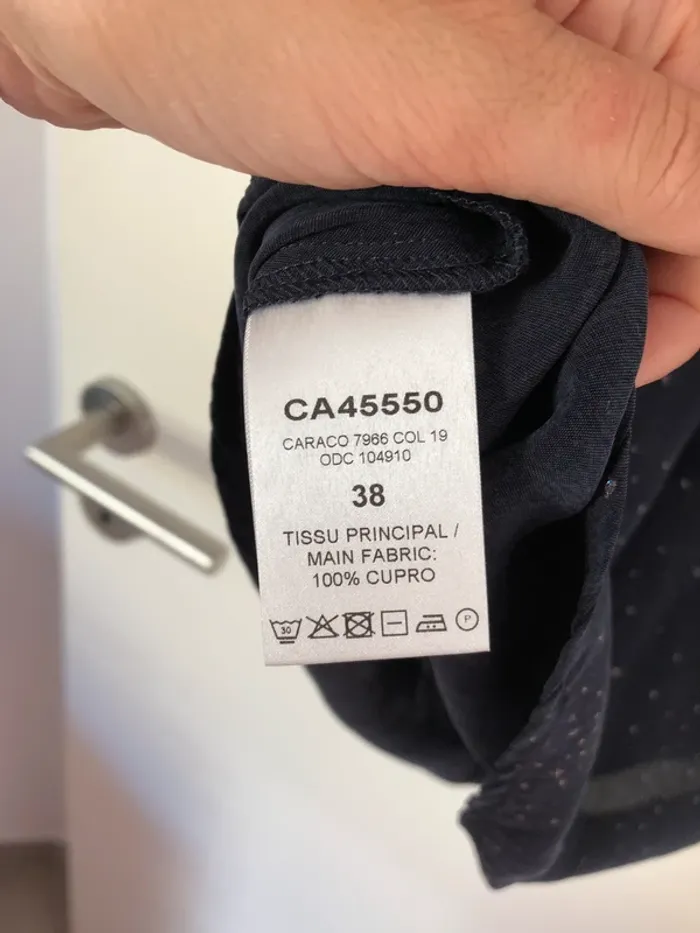 CA45550
CARACO 7966 COL 19
ODC 104910
38
TISSU PRINCIPAL /
MAIN FABRIC:
100% CUPRO
30 P